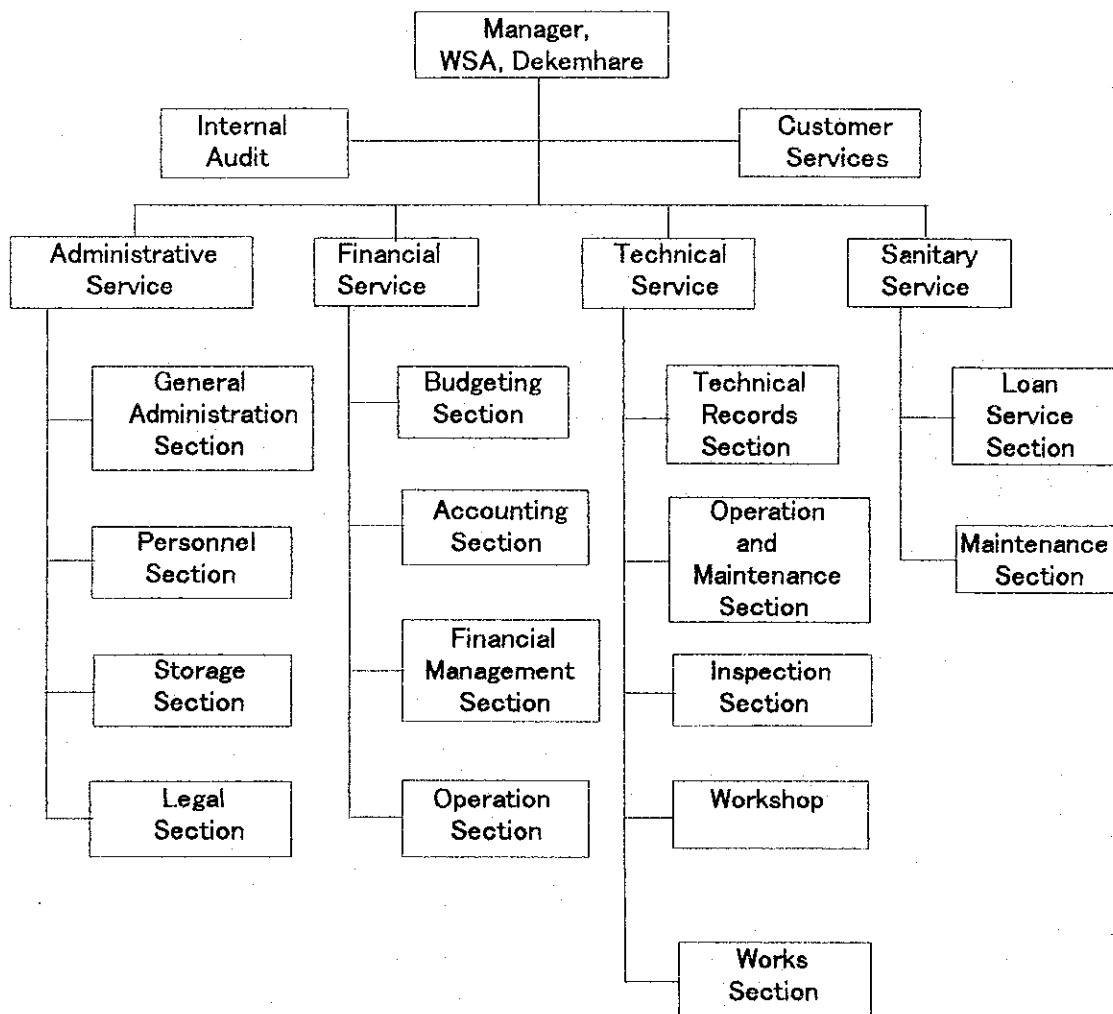 Manager,
WSA, Dekemhare
Internal
Audit
Customer
Services
Administrative
Service
Financial
Service
Technical
Service
Sanitary
Service
General
Administration
Section
Personnel
Section
Storage
Section
Legal
Section
Budgeting
Section
Accounting
Section
Financial
Management
Section
Operation
Section
Technical
Records
Section
Operation
and
Maintenance
Section
Inspection
Section
Workshop
Works
Section
Loan
Service
Section
Maintenance
Section